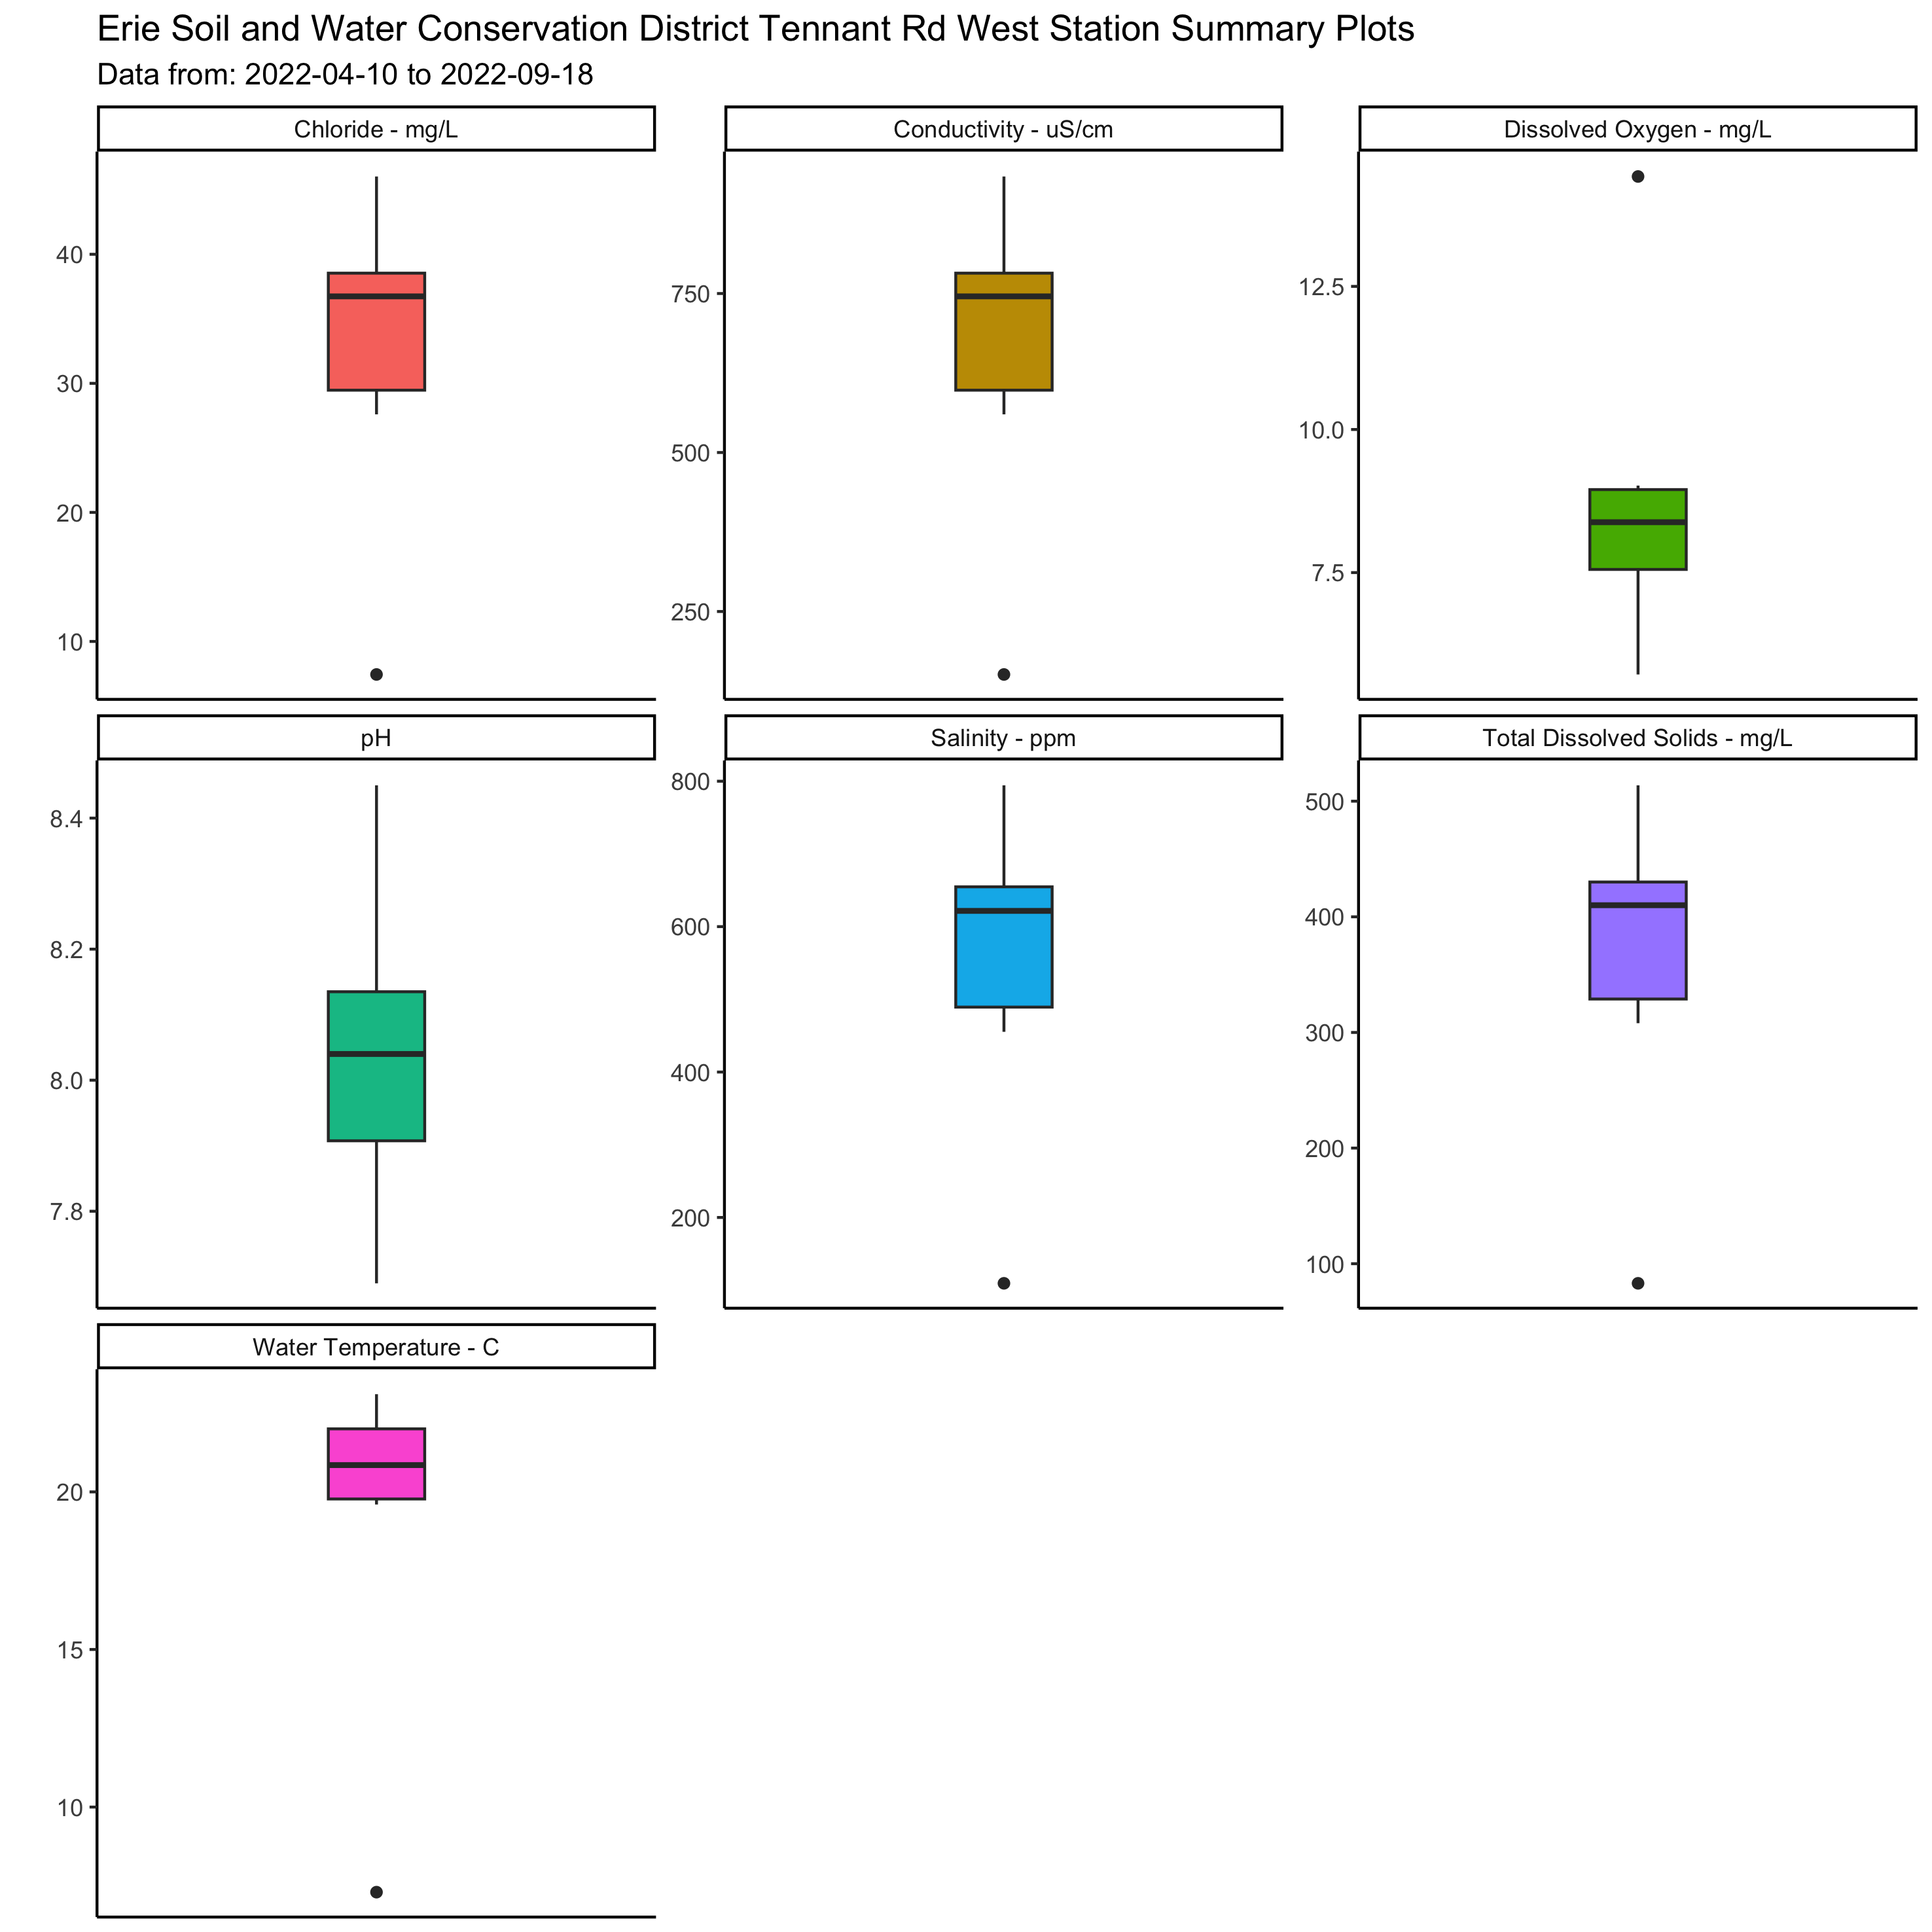 Erie Soil and Water Conservation District Tennant Rd West Station Summary Plots
Data from: 2022-04-10 to 2022-09-18
Chloride - mg/L
40
30
20
10
Conductivity - uS/cm
750
500
250
Dissolved Oxygen - mg/L
12.5
10.0
7.5
pH
8.4
8.2
8.0
7.8
Salinity - ppm
800
600
400
200
Total Dissolved Solids - mg/L
500
400
300
200
100
Water Temperature - C
20
15
10